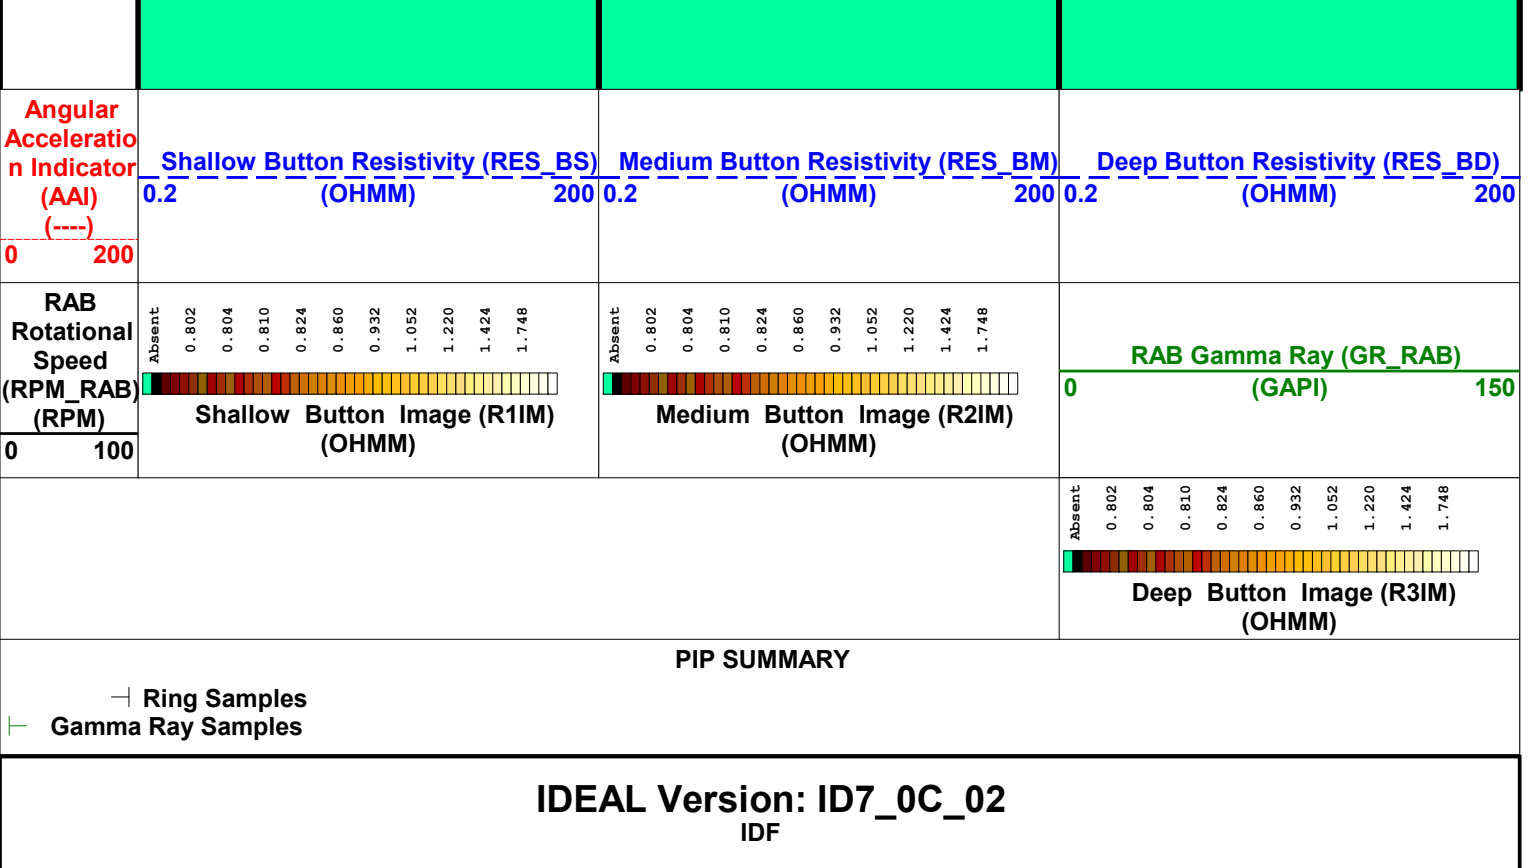 Angular
Acceleratio
n Indicator
(AAI)
(----)
0 200
Shallow Button Resistivity (RES_BS)
0.2 (OHMM) 200
Medium Button Resistivity (RES_BM)
0.2 (OHMM) 200
Deep Button Resistivity (RES_BD)
0.2 (OHMM) 200
RAB
Rotational
Speed
(RPM_RAB)
(RPM)
0 100
Absent 0.802 0.804 0.810 0.824 0.860 0.932 1.052 1.220 1.424 1.748
Shallow Button Image (R1IM)
(OHMM)
Absent 0.802 0.804 0.810 0.824 0.860 0.932 1.052 1.220 1.424 1.748
Medium Button Image (R2IM)
(OHMM)
RAB Gamma Ray (GR_RAB)
0 (GAPI) 150
Absent 0.802 0.804 0.810 0.824 0.860 0.932 1.052 1.220 1.424 1.748
Deep Button Image (R3IM)
(OHMM)
PIP SUMMARY
Ring Samples
Gamma Ray Samples
IDEAL Version: ID7_0C_02
IDF